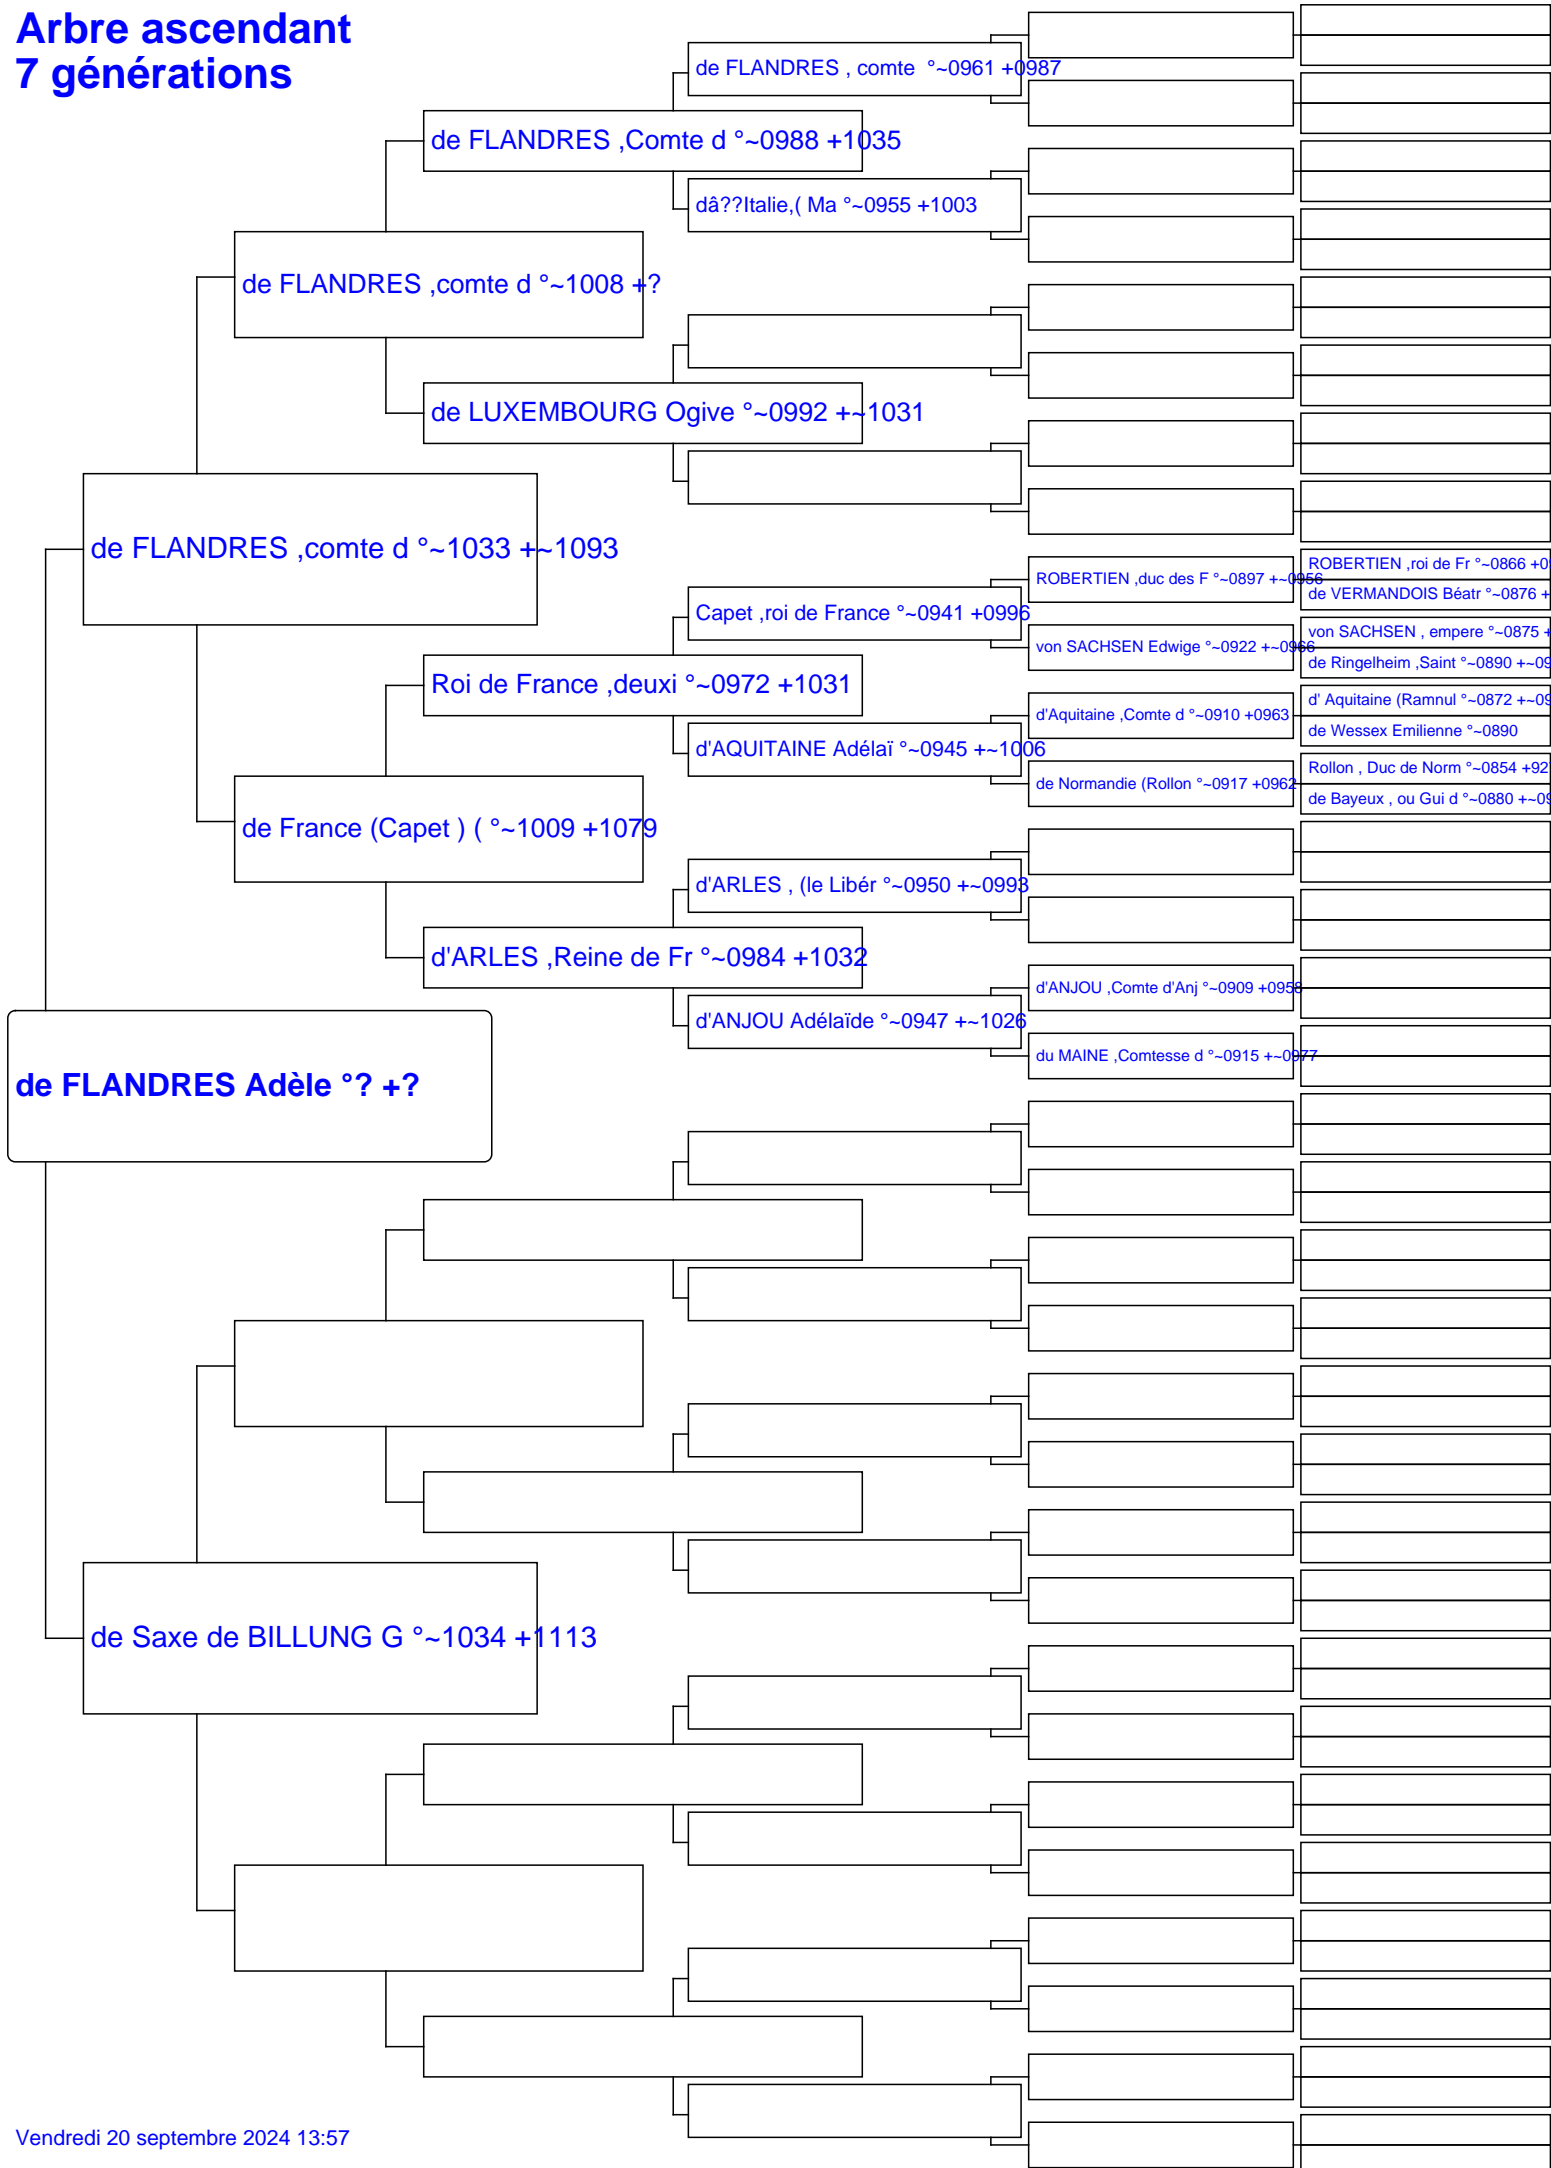 Arbre ascendant
7 générations
de FLANDRES , comte  °~0961 +0987
de FLANDRES ,Comte d °~0988 +1035
dâ??Italie,( Ma °~0955 +1003
de FLANDRES ,comte d °~1008 +?
de LUXEMBOURG Ogive °~0992 +~1031
de FLANDRES ,comte d °~1033 +~1093
ROBERTIEN ,roi de Fr °~0866 +0
ROBERTIEN ,duc des F °~0897 +~0956
de VERMANDOIS Béatr °~0876 +
Capet ,roi de France °~0941 +0996
von SACHSEN , empere °~0875 +
von SACHSEN Edwige °~0922 +~0966
de Ringelheim ,Saint °~0890 +~09
Roi de France ,deuxi °~0972 +1031
d' Aquitaine (Ramnul °~0872 +~09
d'Aquitaine ,Comte d °~0910 +0963
de Wessex Emilienne °~0890
d'AQUITAINE Adélaï °~0945 +~1006
Rollon , Duc de Norm °~0854 +92
de Normandie (Rollon °~0917 +0962
de Bayeux , ou Gui d °~0880 +~09
de France (Capet ) ( °~1009 +1079
d'ARLES , (le Libér °~0950 +~0993
d'ARLES ,Reine de Fr °~0984 +1032
d'ANJOU ,Comte d'Anj °~0909 +0958
d'ANJOU Adélaïde °~0947 +~1026
du MAINE ,Comtesse d °~0915 +~0977
de FLANDRES Adèle °? +?
de Saxe de BILLUNG G °~1034 +1113
Vendredi 20 septembre 2024 13:57